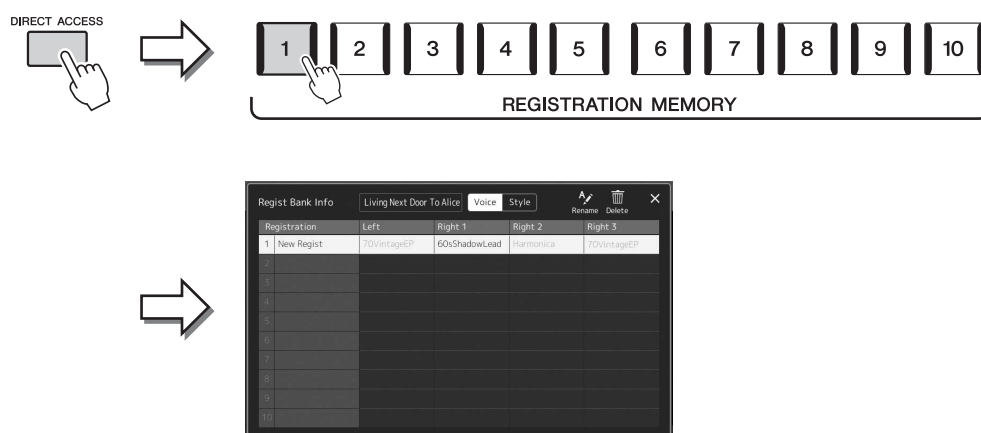 DIRECT ACCESS
1 2 3 4 5 6 7 8 9 10
REGISTRATION MEMORY
Regist Bank Info Living Next Door To Alice Voice Style Rename Delete
Registration Left Right 1 Right 2 Right 3
1 New Regist 70VintageEP 60sShadowLead Harmonica 70VintageEP
2
3
4
5
6
7
8
9
10